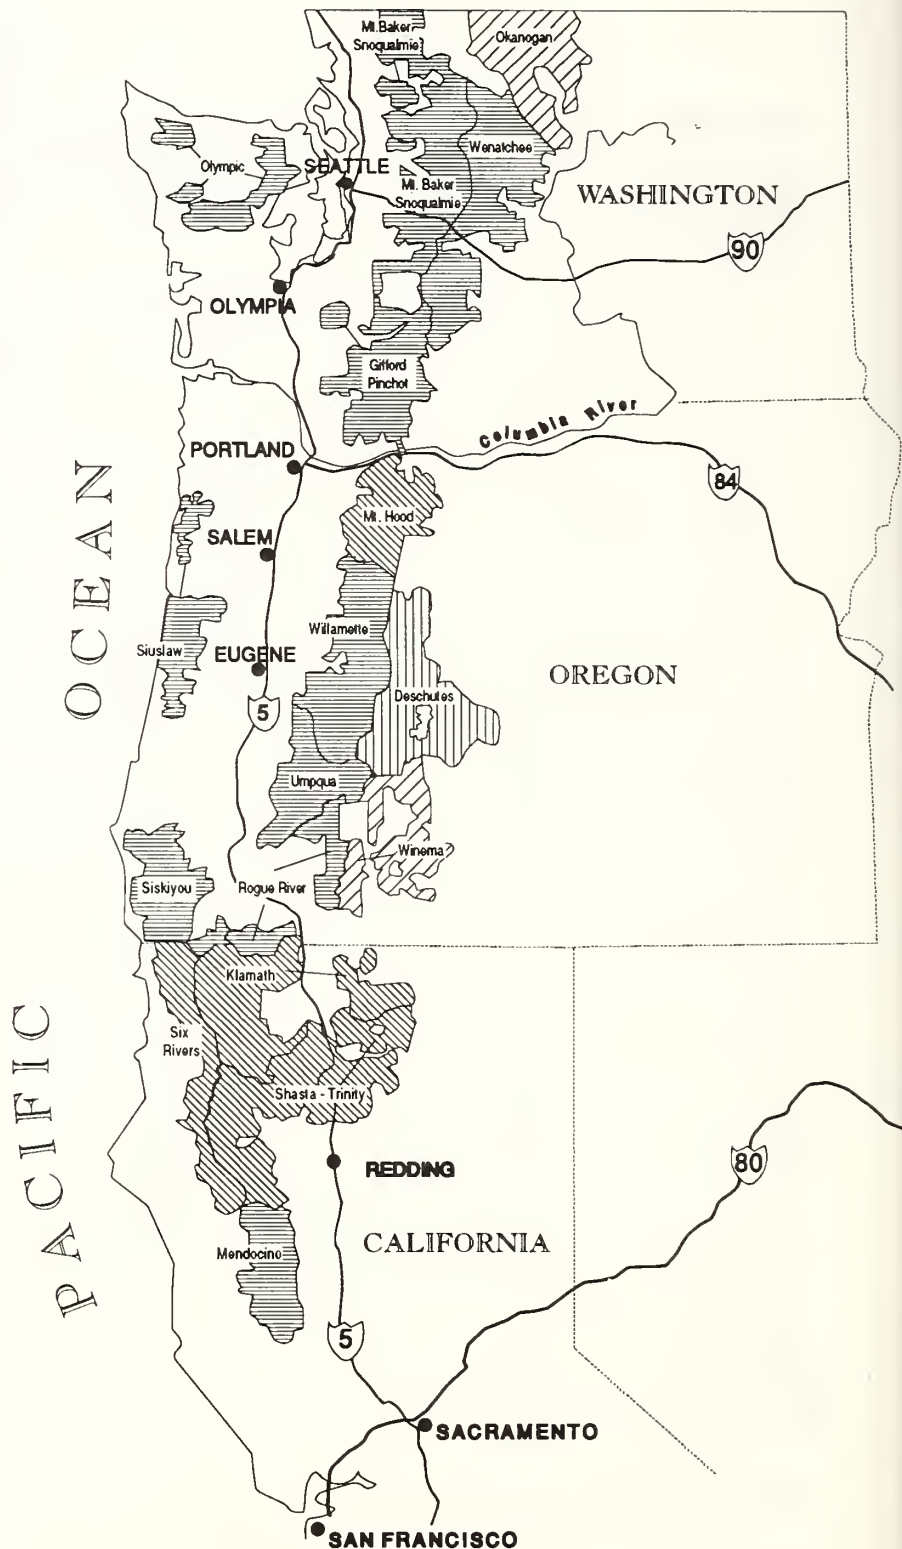 Mt. Baker
Snoqualmie
Okanogan
Wenatchee
Olympic
SEATTLE
Mt. Baker
Snoqualmie
WASHINGTON
90
OLYMPIA
Gifford
Pinchot
Columbia River
PORTLAND
84
Mt. Hood
SALEM
Willamette
Siuslaw
EUGENE
OREGON
Deschutes
5
Umpqua
Winema
Siskiyou
Rogue River
Klamath
Six
Rivers
Shasta - Trinity
REDDING
80
CALIFORNIA
Mendocino
5
SACRAMENTO
SAN FRANCISCO
PACIFIC OCEAN